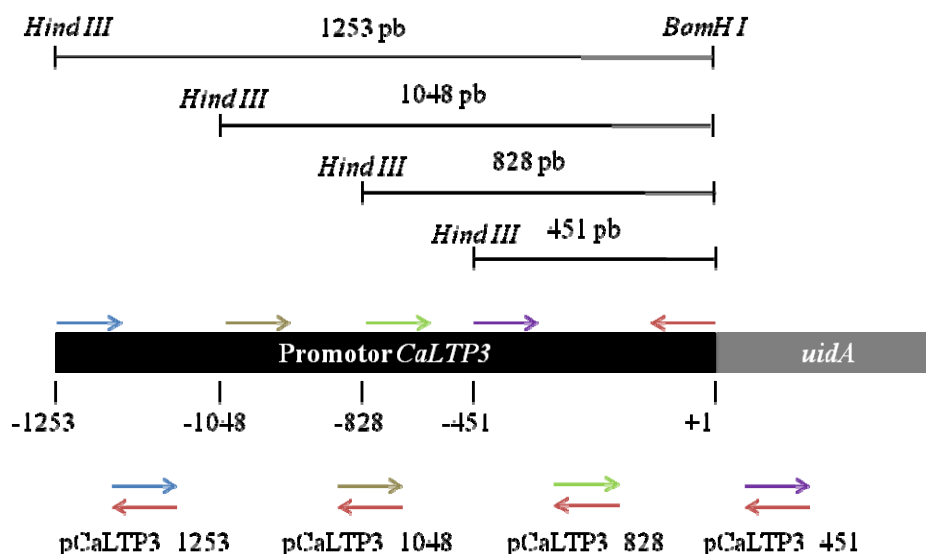 Hind III 1253 pb BamH I
Hind III 1048 pb
Hind III 828 pb
Hind III 451 pb
Promotor CaLTP3 uidA
-1253 -1048 -828 -451 +1
pCaLTP3_1253 pCaLTP3_1048 pCaLTP3_828 pCaLTP3_451